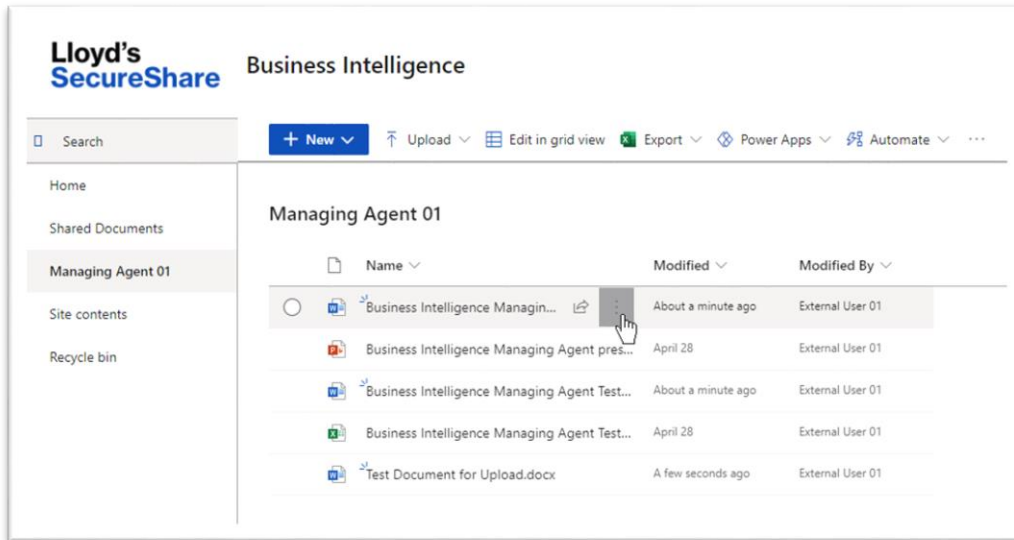 Lloyd's
SecureShare
Business Intelligence
Search
New
Upload
Edit in grid view
Export
Power Apps
Automate
Home
Shared Documents
Managing Agent 01
Site contents
Recycle bin
Managing Agent 01
Name
Modified
Modified By
Business Intelligence Managin... About a minute ago External User 01
Business Intelligence Managing Agent pres... April 28 External User 01
Business Intelligence Managing Agent Test... About a minute ago External User 01
Business Intelligence Managing Agent Test... April 28 External User 01
Test Document for Upload.docx A few seconds ago External User 01